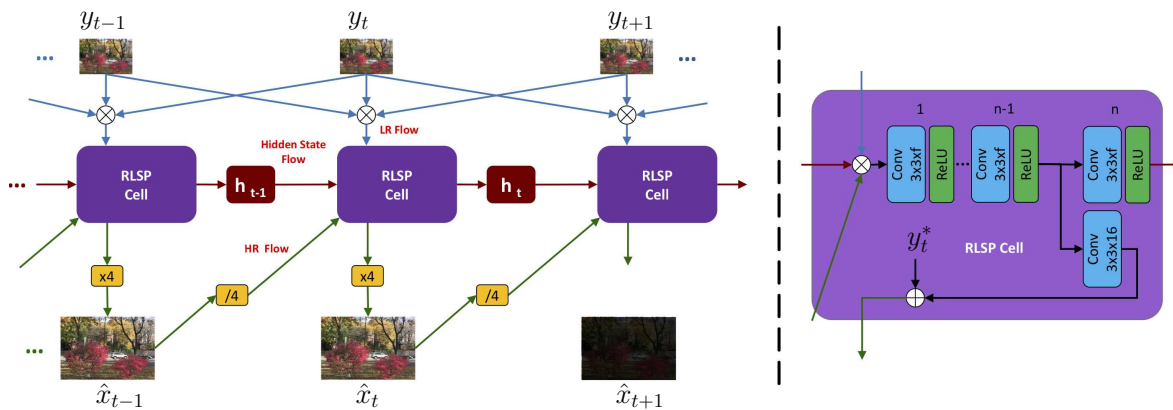 y_{t−1} y_t y_{t+1}
... ...
LR Flow
Hidden State
Flow
RLSP
Cell
RLSP
Cell
RLSP
Cell
... h_{t-1} h_t
HR Flow
x4 /4 x4 /4
...
x̂_{t−1} x̂_t x̂_{t+1}
1 n-1 n
Conv
3x3xf
ReLU
...
Conv
3x3xf
ReLU
Conv
3x3xf
ReLU
Conv
3x3x16
y_t^*
RLSP Cell